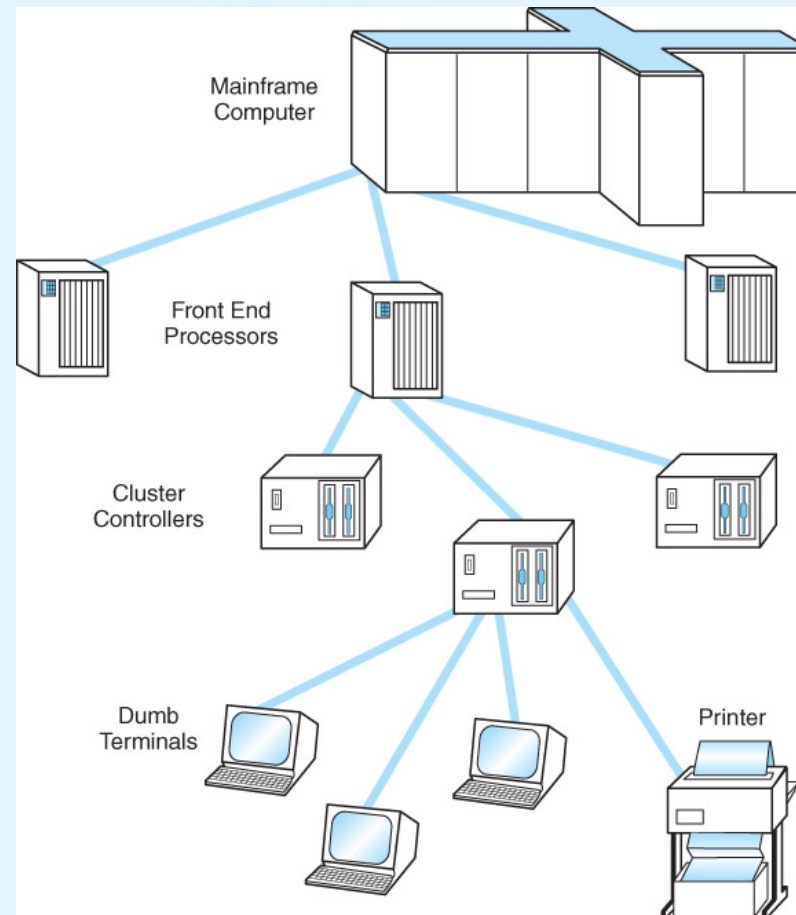 Mainframe
Computer
Front End
Processors
Cluster
Controllers
Dumb
Terminals
Printer